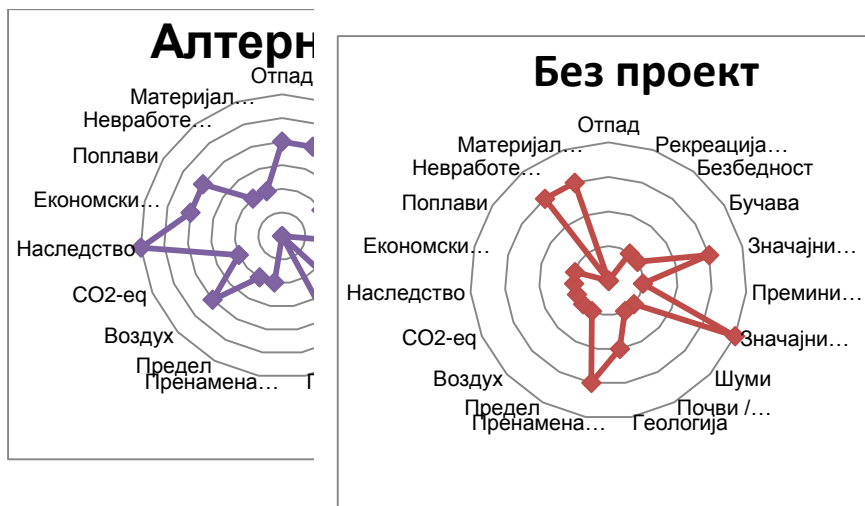 Алтерн
Отпад
Материјал…
Невработе…
Поплави
Економски…
Наследство
CO2-eq
Воздух
Предел
Пренамена…
Без проект
Отпад
Рекреација…
Безбедност
Бучава
Значајни…
Премини…
Значајни…
Шуми
Почви /…
Геологија
Пренамена…
Предел
Воздух
CO2-eq
Наследство
Економски…
Поплави
Невработе…
Материјал…